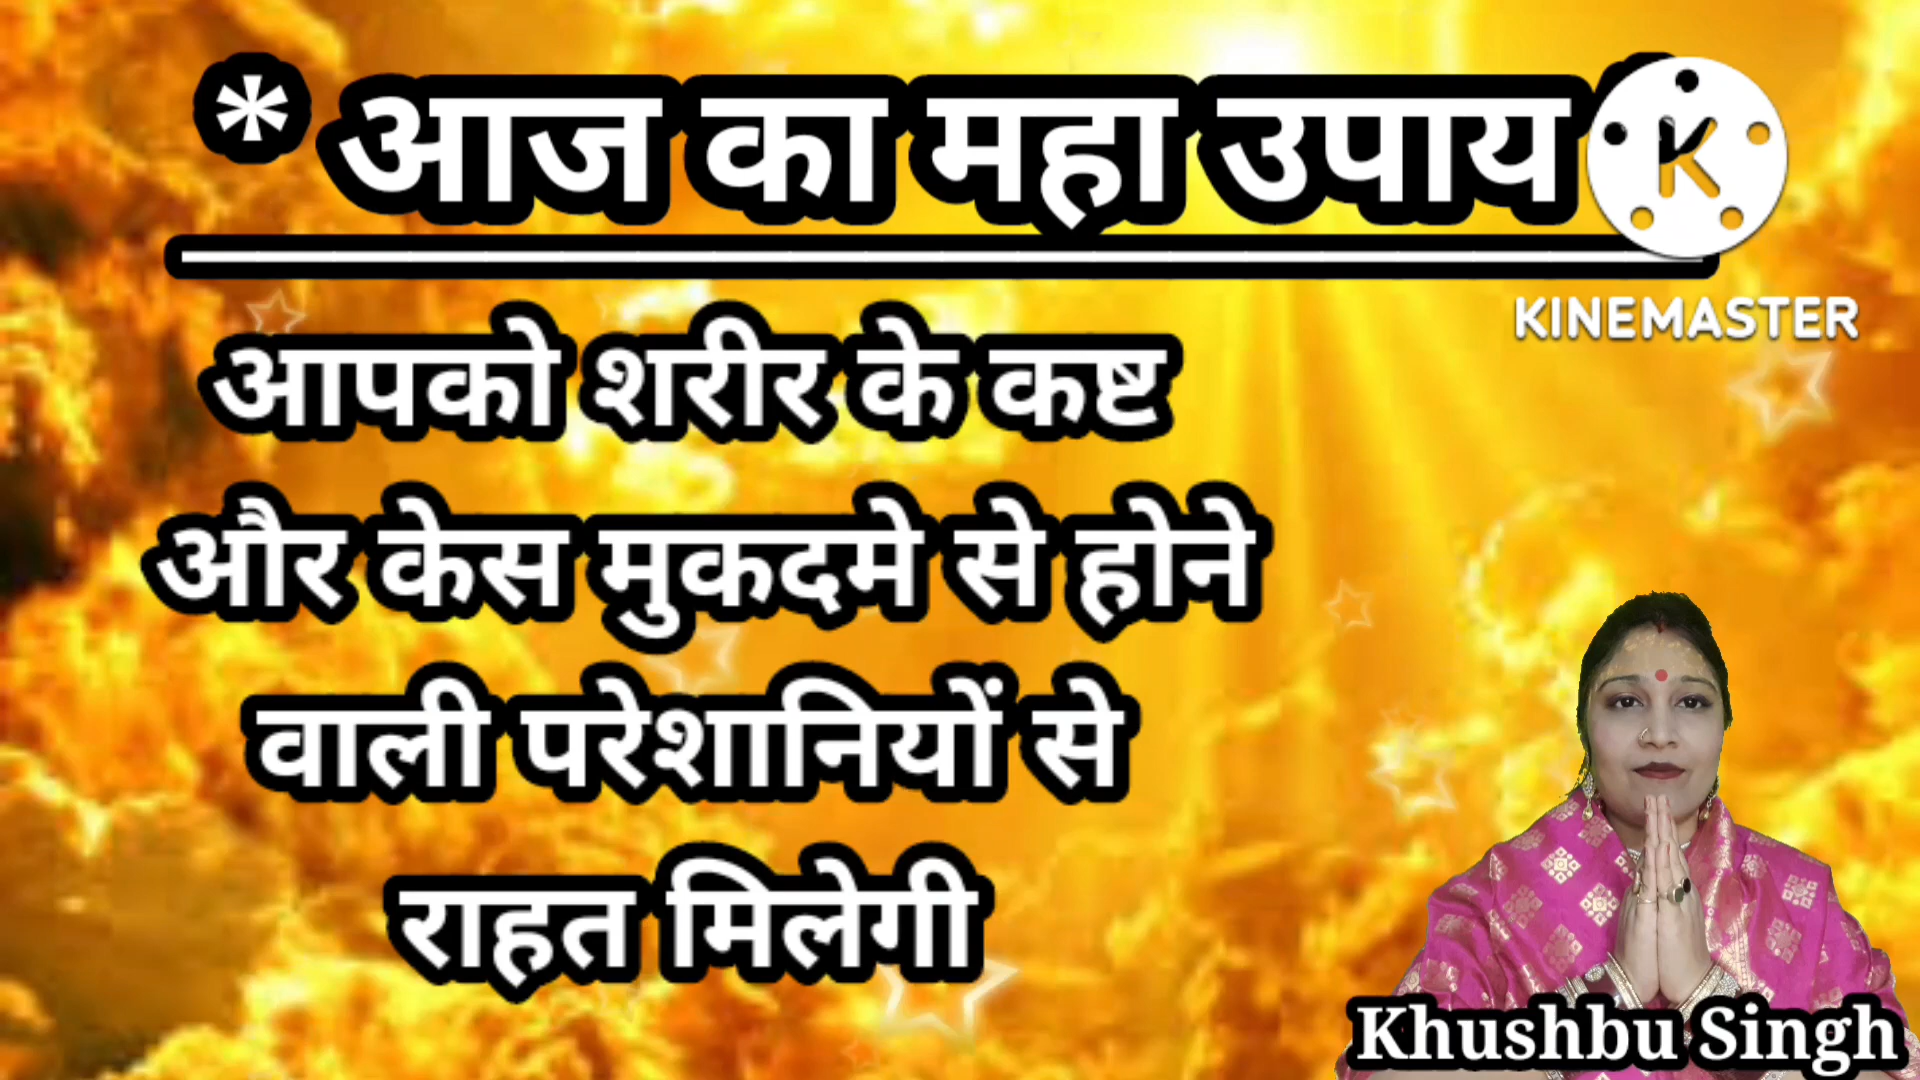 * आज का महा उपाय
KINEMASTER
आपको शरीर के कष्ट
और केस मुकदमे से होने
वाली परेशानियों से
राहत मिलेगी
Khushbu Singh